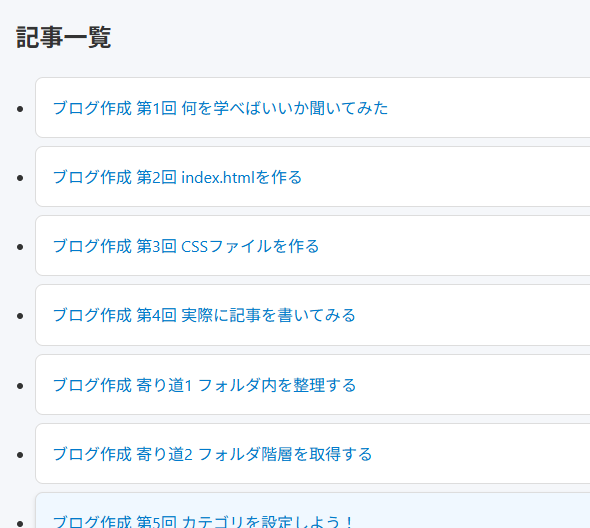 記事一覧
ブログ作成 第1回 何を学べばいいか聞いてみた
ブログ作成 第2回 index.htmlを作る
ブログ作成 第3回 CSSファイルを作る
ブログ作成 第4回 実際に記事を書いてみる
ブログ作成 寄り道1 フォルダ内を整理する
ブログ作成 寄り道2 フォルダ階層を取得する
ブログ作成 第5回 カテゴリを設定しよう！